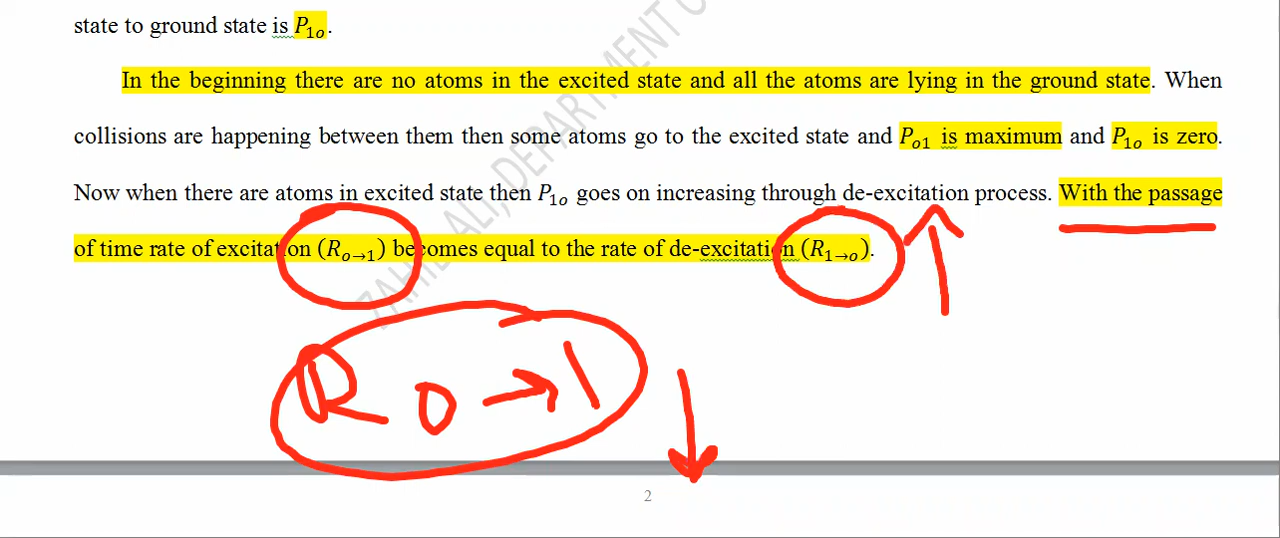 state to ground state is P₁ₒ.
In the beginning there are no atoms in the excited state and all the atoms are lying in the ground state. When
collisions are happening between them then some atoms go to the excited state and Pₒ₁ is maximum and P₁ₒ is zero.
Now when there are atoms in excited state then P₁ₒ goes on increasing through de-excitation process. With the passage
of time rate of excitation (Rₒ→₁) becomes equal to the rate of de-excitation (R₁→ₒ).
ZAHID ALI, DEPARTMENT O
R 0 → 1
2